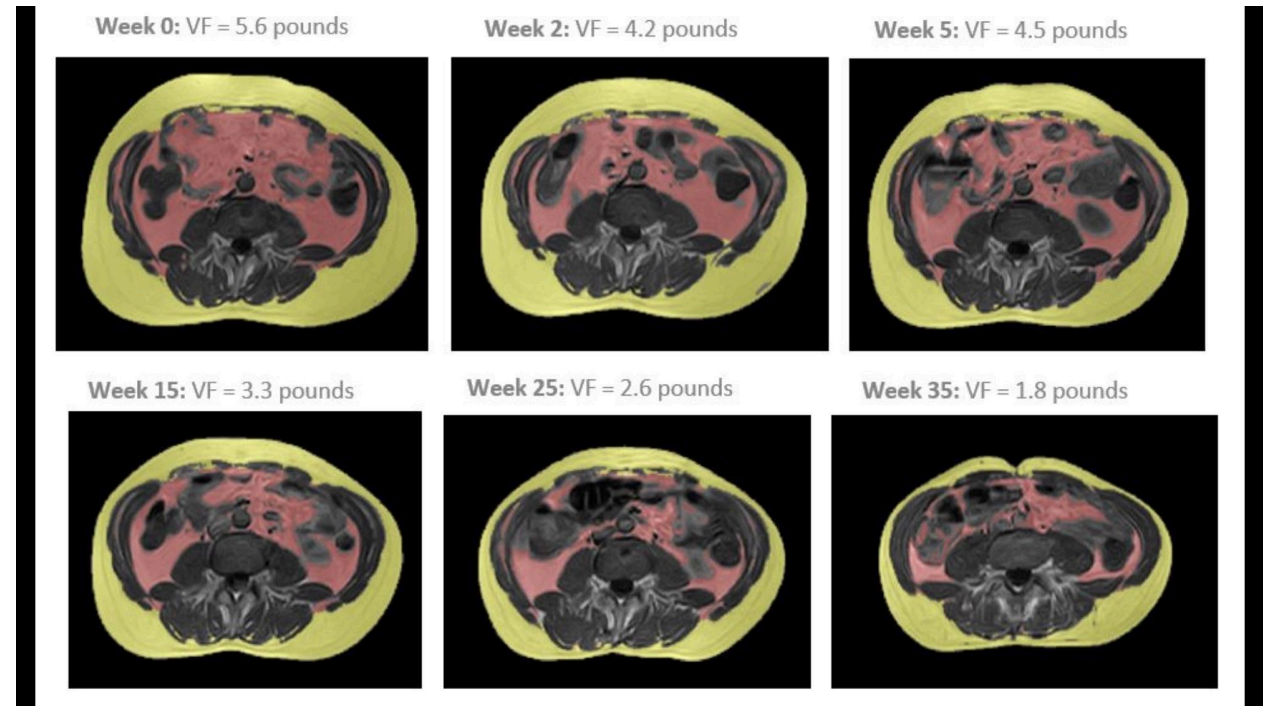 Week 0: VF = 5.6 pounds
Week 2: VF = 4.2 pounds
Week 5: VF = 4.5 pounds
Week 15: VF = 3.3 pounds
Week 25: VF = 2.6 pounds
Week 35: VF = 1.8 pounds